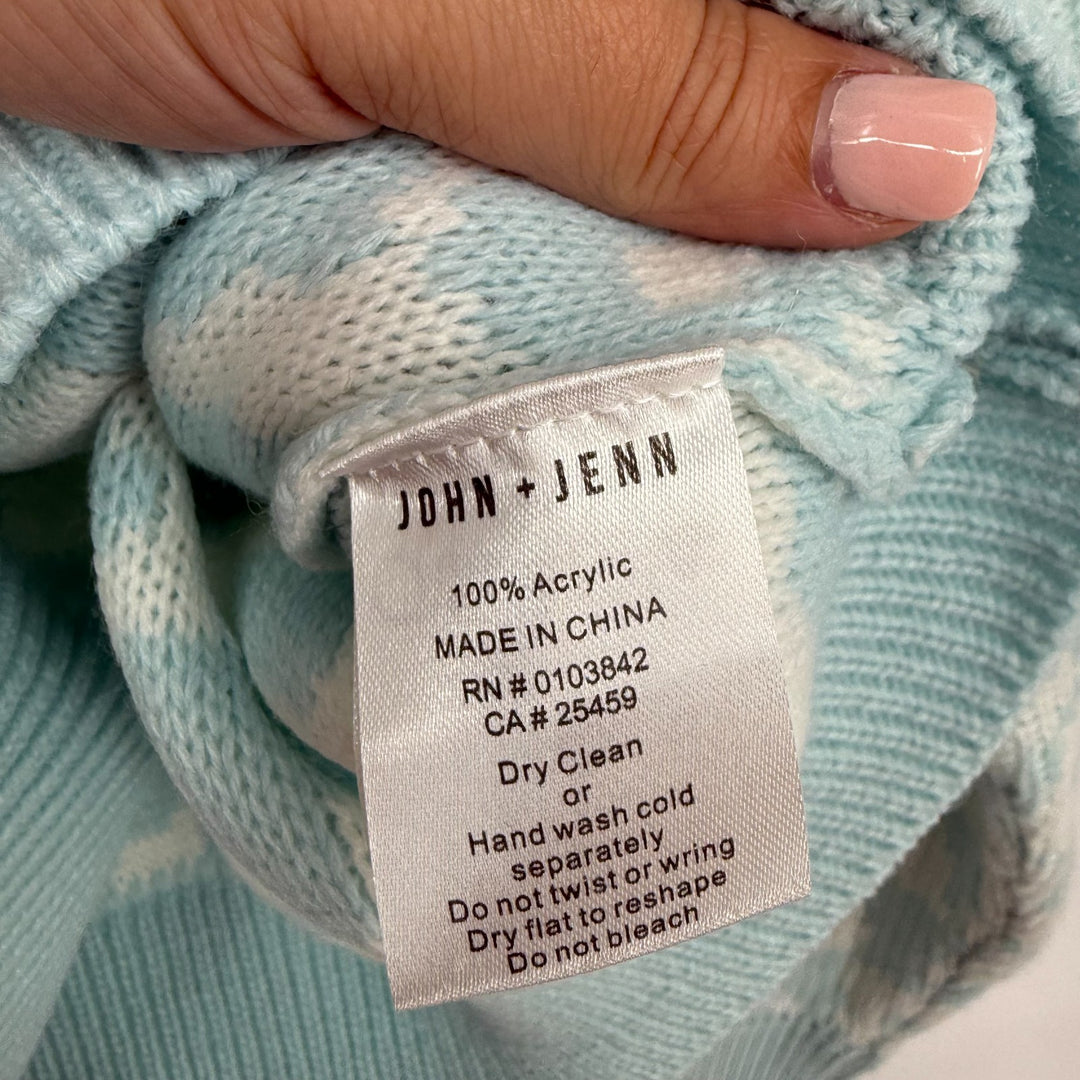 JOHN + JENN
100% Acrylic
MADE IN CHINA
RN # 0103842
CA # 25459
Dry Clean
or
Hand wash cold
separately
Do not twist or wring
Dry flat to reshape
Do not bleach